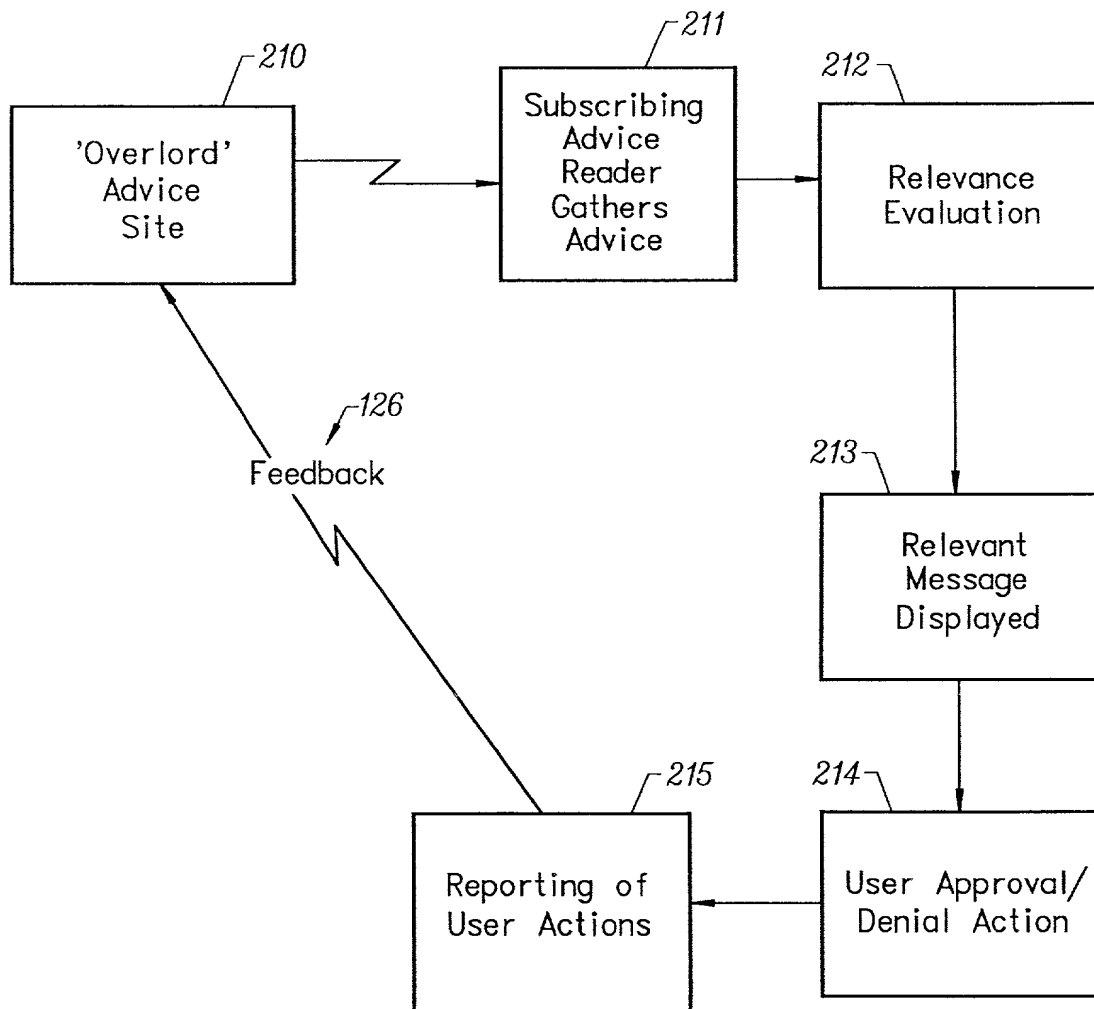 210
'Overlord'
Advice
Site
211
Subscribing
Advice
Reader
Gathers
Advice
212
Relevance
Evaluation
126
Feedback
213
Relevant
Message
Displayed
214
User Approval/
Denial Action
215
Reporting of
User Actions